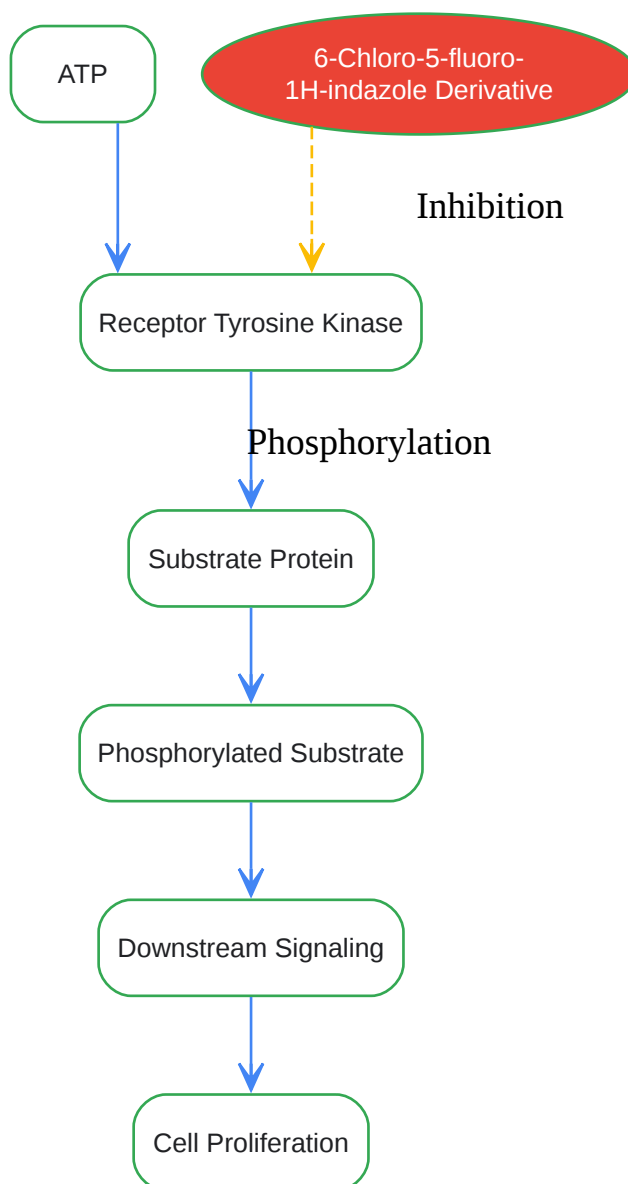 ATP
6-Chloro-5-fluoro-
1H-indazole Derivative
Inhibition
Receptor Tyrosine Kinase
Phosphorylation
Substrate Protein
Phosphorylated Substrate
Downstream Signaling
Cell Proliferation